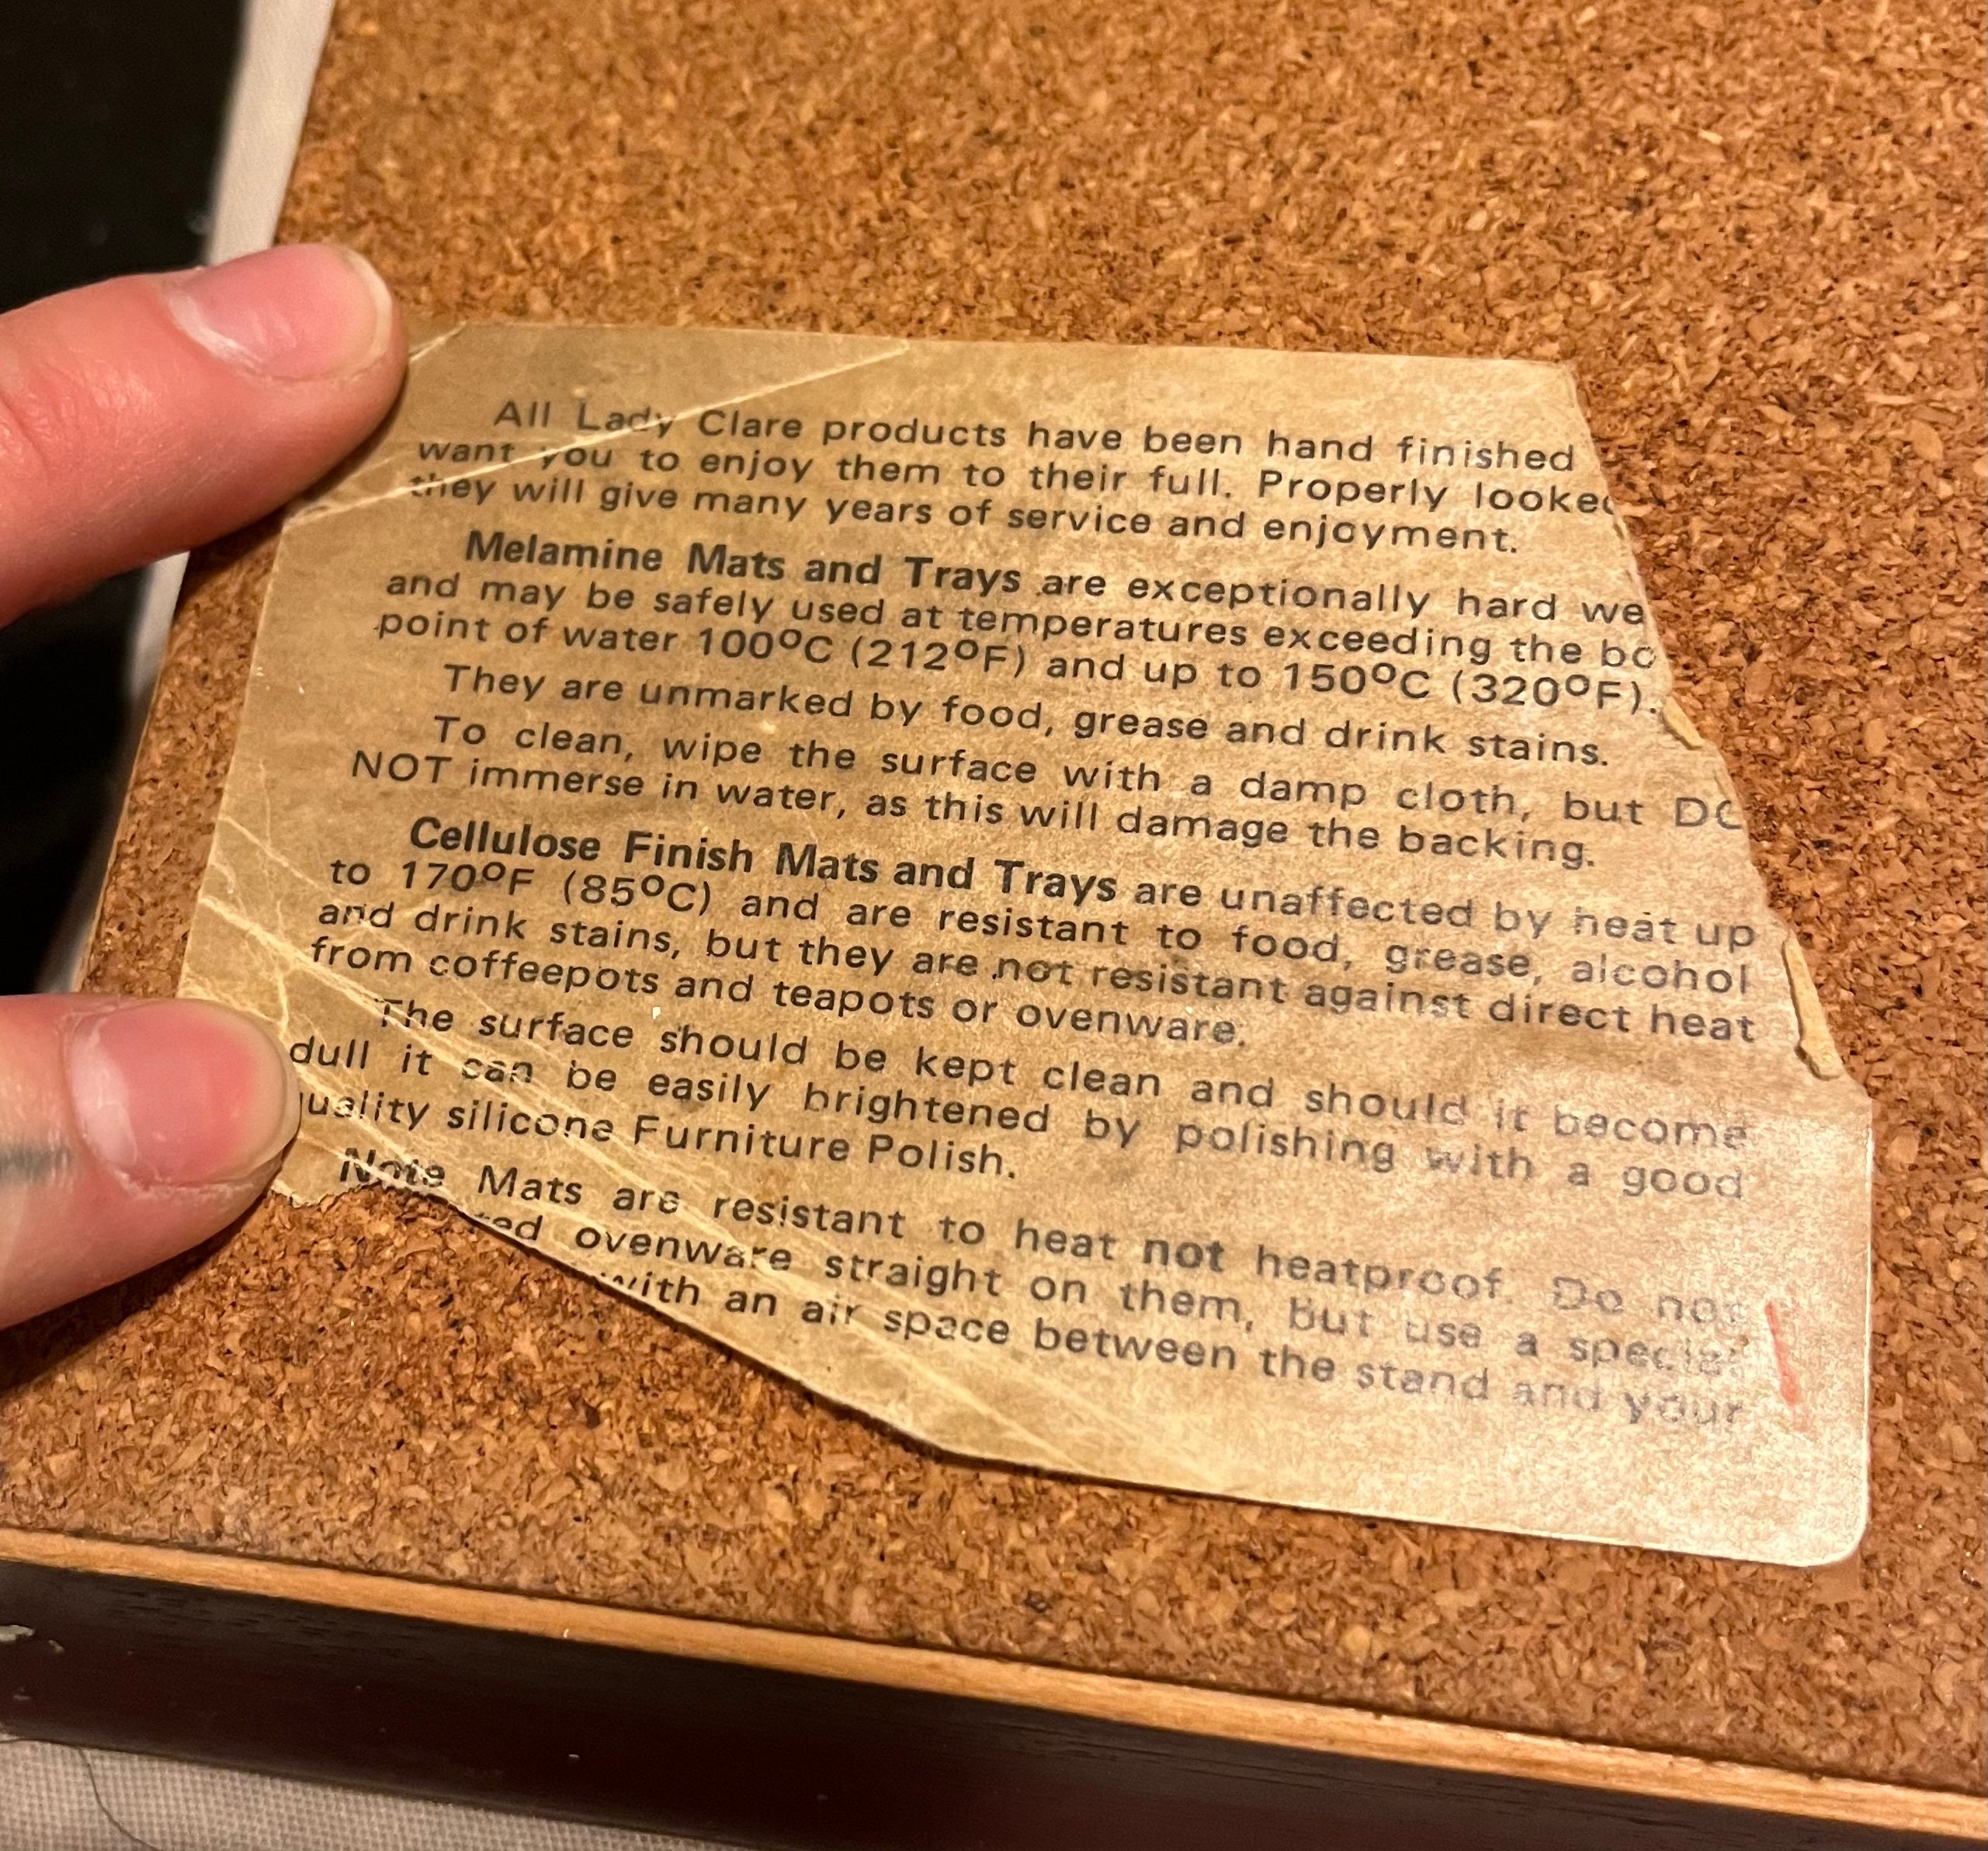 All Lady Clare products have been hand finished
want you to enjoy them to their full. Properly looked
they will give many years of service and enjoyment.
Melamine Mats and Trays are exceptionally hard we
and may be safely used at temperatures exceeding the bo
point of water 100ºC (212ºF) and up to 150ºC (320ºF).
They are unmarked by food, grease and drink stains.
To clean, wipe the surface with a damp cloth, but DO
NOT immerse in water, as this will damage the backing.
Cellulose Finish Mats and Trays are unaffected by heat up
to 170ºF (85ºC) and are resistant to food, grease, alcohol
and drink stains, but they are not resistant against direct heat
from coffeepots and teapots or ovenware.
The surface should be kept clean and should it become
dull it can be easily brightened by polishing with a good
uality silicone Furniture Polish.
Note Mats are resistant to heat not heatproof. Do not
ed ovenware straight on them, but use a special
with an air space between the stand and your